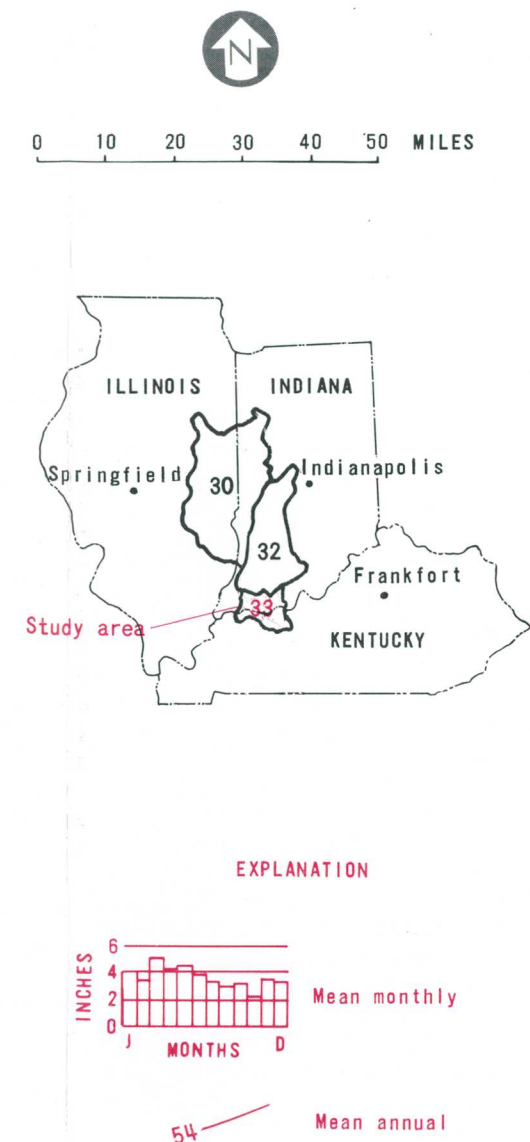 N
0 10 20 30 40 50 MILES
ILLINOIS INDIANA
Springfield Indianapolis
30
32
Frankfort
33
Study area
KENTUCKY
EXPLANATION
INCHES
6
4
2
0
J D
MONTHS
Mean monthly
54
Mean annual